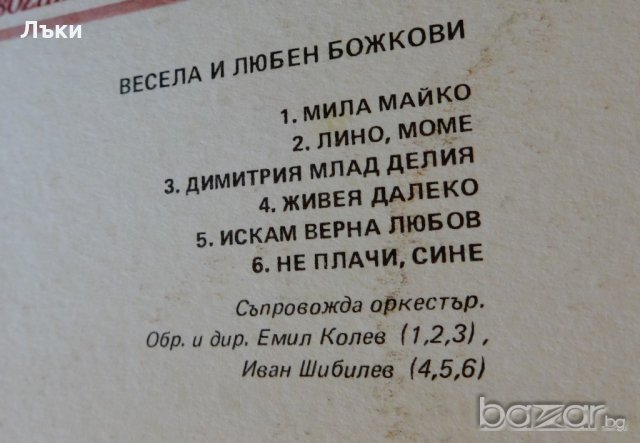 Лъки
ВЕСЕЛА И ЛЮБЕН БОЖКОВИ
1. МИЛА МАЙКО
2. ЛИНО, МОМЕ
3. ДИМИТРИЯ МЛАД ДЕЛИЯ
4. ЖИВЕЯ ДАЛЕКО
5. ИСКАМ ВЕРНА ЛЮБОВ
6. НЕ ПЛАЧИ, СИНЕ
Съпровожда оркестър.
Обр. и дир. Емил Колев (1,2,3) ,
Иван Шибилев (4,5,6)
bazar.bg